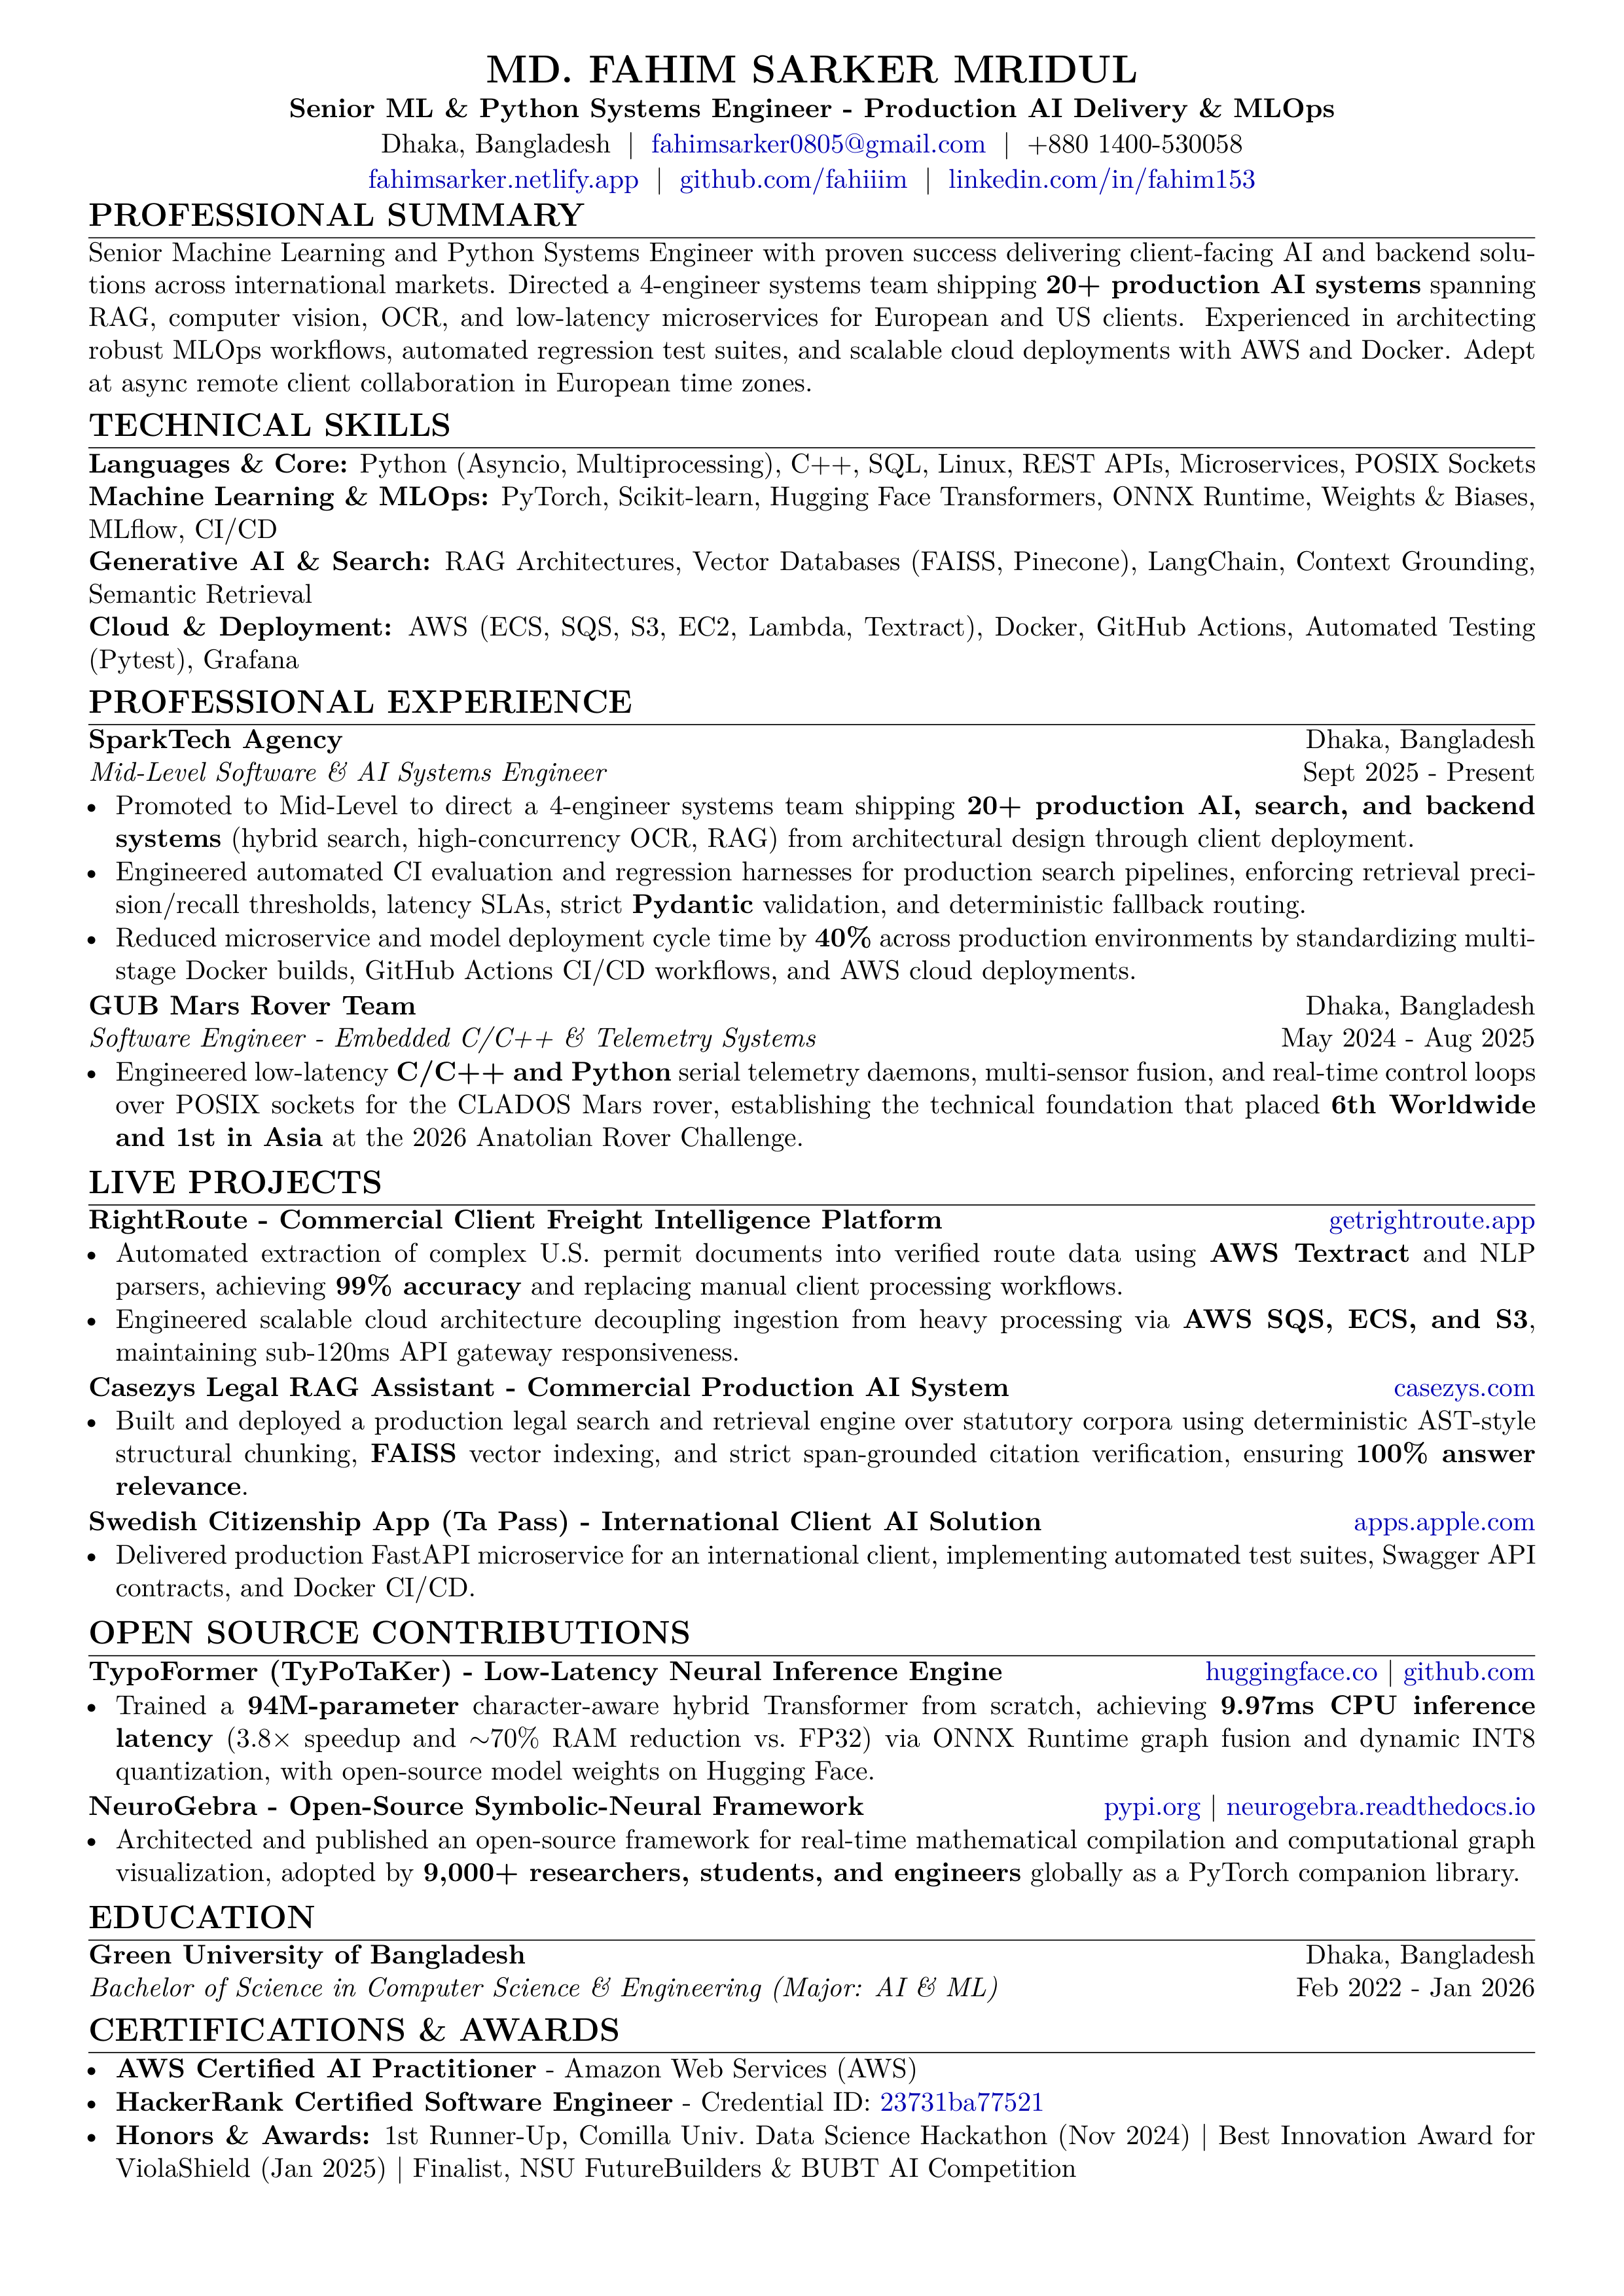 MD. FAHIM SARKER MRIDUL
Senior ML & Python Systems Engineer - Production AI Delivery & MLOps
Dhaka, Bangladesh | fahimsarker0805@gmail.com | +880 1400-530058
fahimsarker.netlify.app | github.com/fahiiim | linkedin.com/in/fahim153
PROFESSIONAL SUMMARY
Senior Machine Learning and Python Systems Engineer with proven success delivering client-facing AI and backend solu-
tions across international markets. Directed a 4-engineer systems team shipping 20+ production AI systems spanning
RAG, computer vision, OCR, and low-latency microservices for European and US clients. Experienced in architecting
robust MLOps workflows, automated regression test suites, and scalable cloud deployments with AWS and Docker. Adept
at async remote client collaboration in European time zones.
TECHNICAL SKILLS
Languages & Core: Python (Asyncio, Multiprocessing), C++, SQL, Linux, REST APIs, Microservices, POSIX Sockets
Machine Learning & MLOps: PyTorch, Scikit-learn, Hugging Face Transformers, ONNX Runtime, Weights & Biases,
MLflow, CI/CD
Generative AI & Search: RAG Architectures, Vector Databases (FAISS, Pinecone), LangChain, Context Grounding,
Semantic Retrieval
Cloud & Deployment: AWS (ECS, SQS, S3, EC2, Lambda, Textract), Docker, GitHub Actions, Automated Testing
(Pytest), Grafana
PROFESSIONAL EXPERIENCE
SparkTech Agency Dhaka, Bangladesh
Mid-Level Software & AI Systems Engineer Sept 2025 - Present
• Promoted to Mid-Level to direct a 4-engineer systems team shipping 20+ production AI, search, and backend
systems (hybrid search, high-concurrency OCR, RAG) from architectural design through client deployment.
• Engineered automated CI evaluation and regression harnesses for production search pipelines, enforcing retrieval preci-
sion/recall thresholds, latency SLAs, strict Pydantic validation, and deterministic fallback routing.
• Reduced microservice and model deployment cycle time by 40% across production environments by standardizing multi-
stage Docker builds, GitHub Actions CI/CD workflows, and AWS cloud deployments.
GUB Mars Rover Team Dhaka, Bangladesh
Software Engineer - Embedded C/C++ & Telemetry Systems May 2024 - Aug 2025
• Engineered low-latency C/C++ and Python serial telemetry daemons, multi-sensor fusion, and real-time control loops
over POSIX sockets for the CLADOS Mars rover, establishing the technical foundation that placed 6th Worldwide
and 1st in Asia at the 2026 Anatolian Rover Challenge.
LIVE PROJECTS
RightRoute - Commercial Client Freight Intelligence Platform getrightroute.app
• Automated extraction of complex U.S. permit documents into verified route data using AWS Textract and NLP
parsers, achieving 99% accuracy and replacing manual client processing workflows.
• Engineered scalable cloud architecture decoupling ingestion from heavy processing via AWS SQS, ECS, and S3,
maintaining sub-120ms API gateway responsiveness.
Casezys Legal RAG Assistant - Commercial Production AI System casezys.com
• Built and deployed a production legal search and retrieval engine over statutory corpora using deterministic AST-style
structural chunking, FAISS vector indexing, and strict span-grounded citation verification, ensuring 100% answer
relevance.
Swedish Citizenship App (Ta Pass) - International Client AI Solution apps.apple.com
• Delivered production FastAPI microservice for an international client, implementing automated test suites, Swagger API
contracts, and Docker CI/CD.
OPEN SOURCE CONTRIBUTIONS
TypoFormer (TyPoTaKer) - Low-Latency Neural Inference Engine huggingface.co | github.com
• Trained a 94M-parameter character-aware hybrid Transformer from scratch, achieving 9.97ms CPU inference
latency (3.8× speedup and ~70% RAM reduction vs. FP32) via ONNX Runtime graph fusion and dynamic INT8
quantization, with open-source model weights on Hugging Face.
NeuroGebra - Open-Source Symbolic-Neural Framework pypi.org | neurogebra.readthedocs.io
• Architected and published an open-source framework for real-time mathematical compilation and computational graph
visualization, adopted by 9,000+ researchers, students, and engineers globally as a PyTorch companion library.
EDUCATION
Green University of Bangladesh Dhaka, Bangladesh
Bachelor of Science in Computer Science & Engineering (Major: AI & ML) Feb 2022 - Jan 2026
CERTIFICATIONS & AWARDS
• AWS Certified AI Practitioner - Amazon Web Services (AWS)
• HackerRank Certified Software Engineer - Credential ID: 23731ba77521
• Honors & Awards: 1st Runner-Up, Comilla Univ. Data Science Hackathon (Nov 2024) | Best Innovation Award for
ViolaShield (Jan 2025) | Finalist, NSU FutureBuilders & BUBT AI Competition